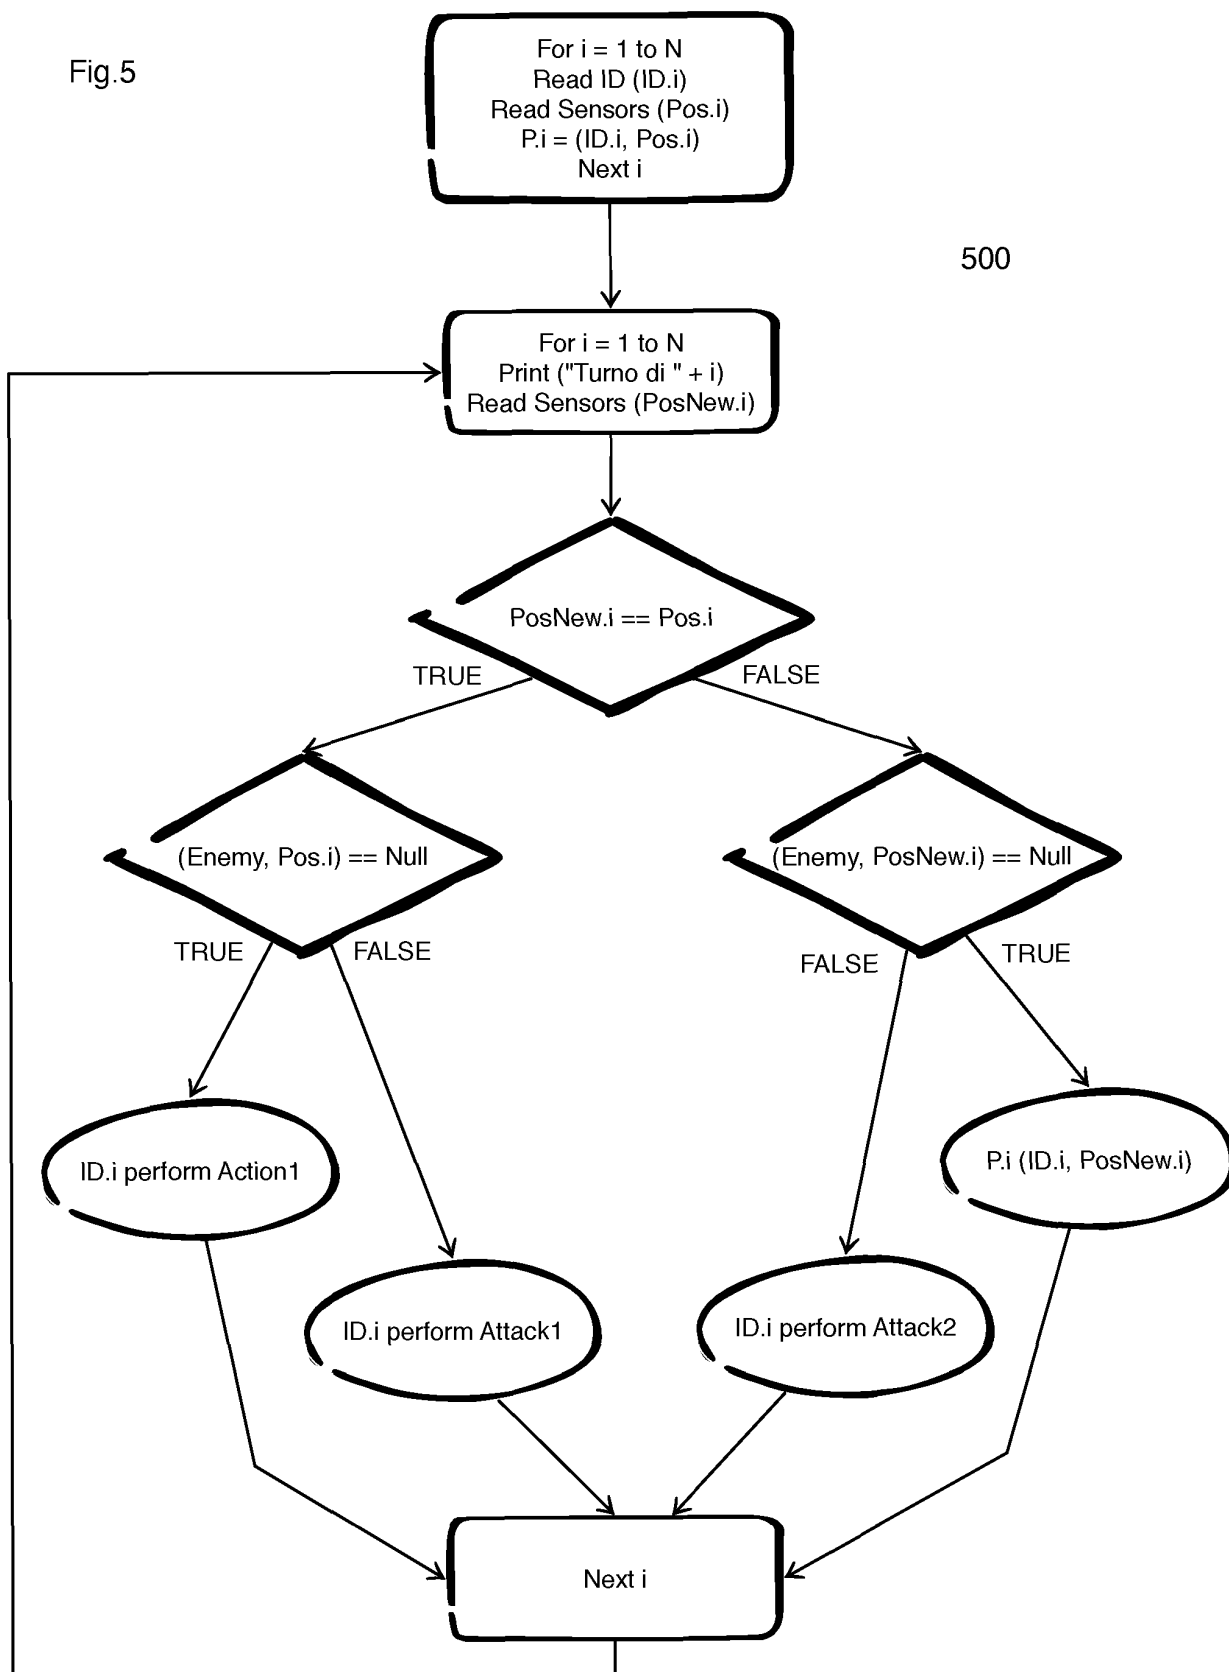 Fig.5
For i = 1 to N
Read ID (ID.i)
Read Sensors (Pos.i)
P.i = (ID.i, Pos.i)
Next i
500
For i = 1 to N
Print ("Turno di " + i)
Read Sensors (PosNew.i)
PosNew.i == Pos.i
TRUE
FALSE
(Enemy, Pos.i) == Null
(Enemy, PosNew.i) == Null
TRUE
FALSE
FALSE
TRUE
ID.i perform Action1
P.i (ID.i, PosNew.i)
ID.i perform Attack1
ID.i perform Attack2
Next i